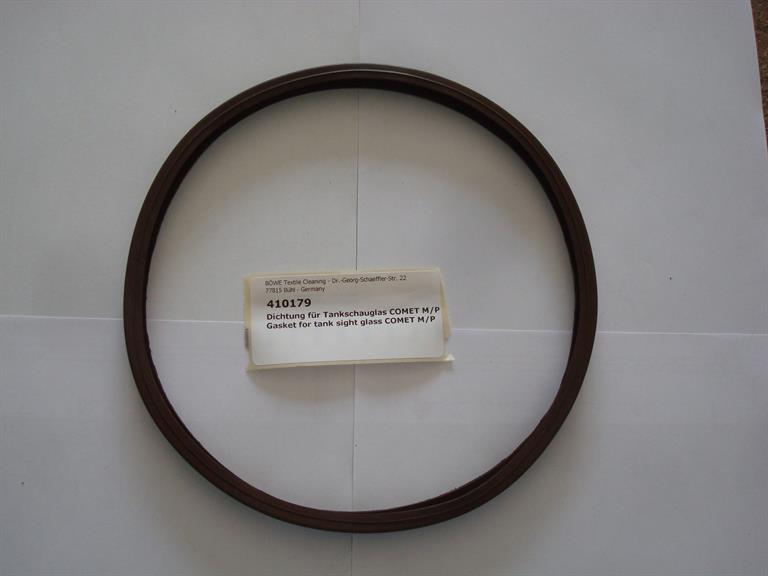 BÖWE Textile Cleaning - Dr.-Georg-Schaeffler-Str. 22
77815 Bühl - Germany
410179
Dichtung für Tankschauglas COMET M/P
Gasket for tank sight glass COMET M/P